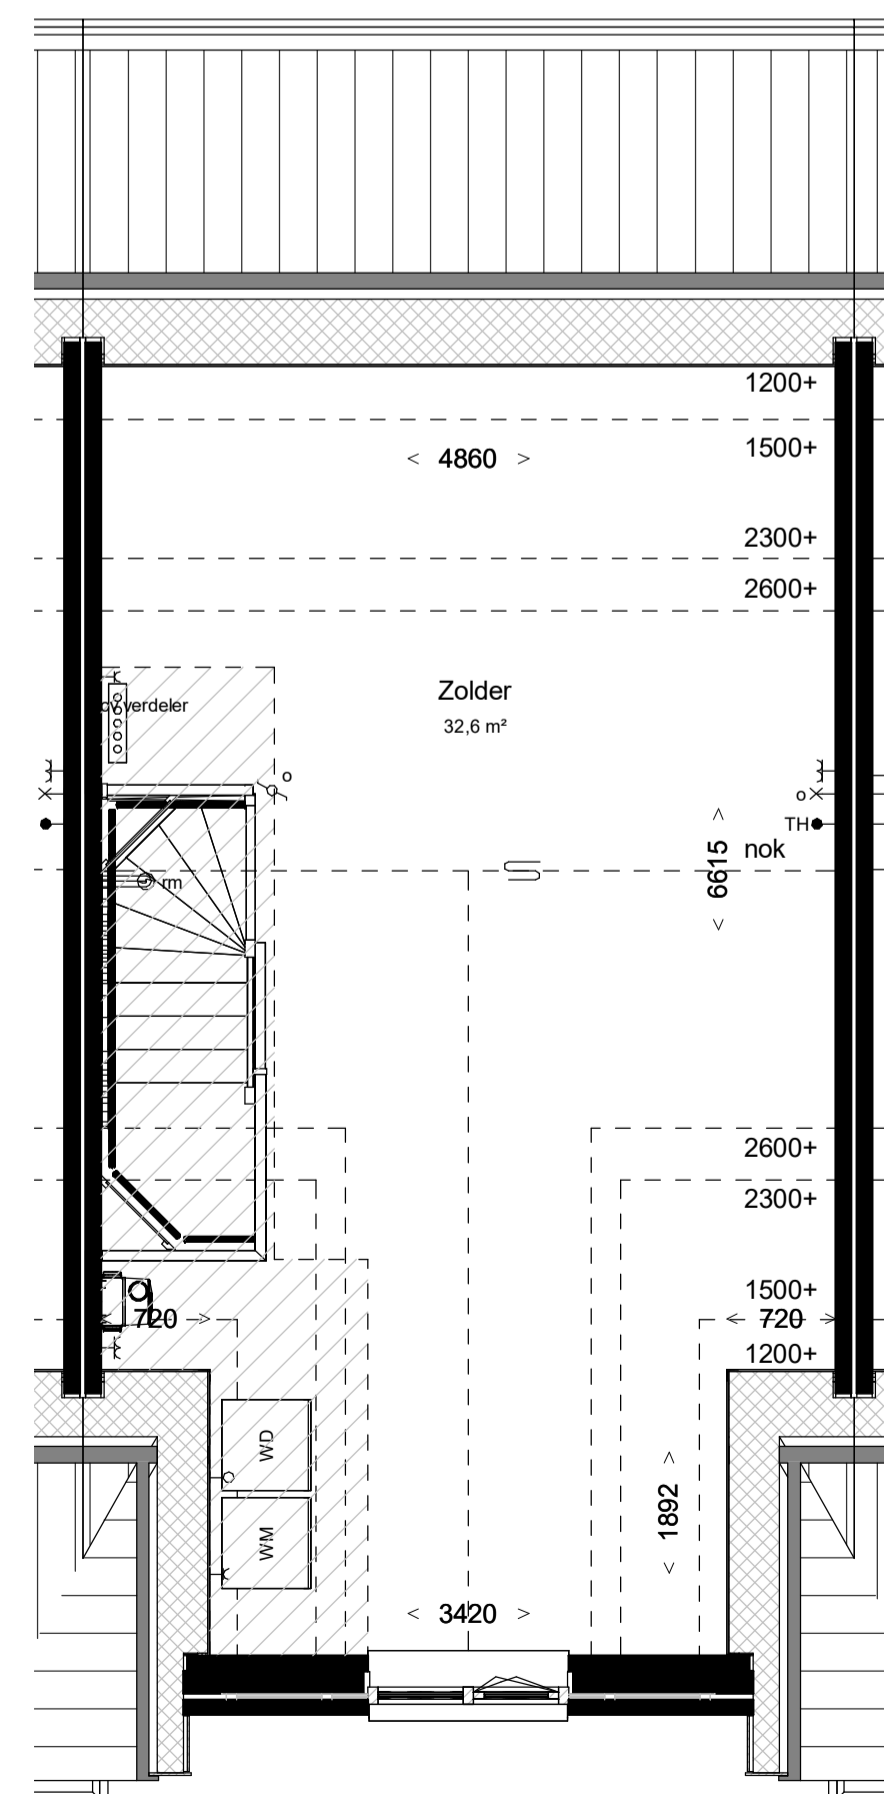 1200+
1500+
< 4860 >
2300+
2600+
Zolder
32,6 m²
cv verdeler
o
o
TH
< 6615 >
nok
rm
2600+
2300+
1500+
720 >
< 720 >
1200+
WD
WM
< 1892 >
< 3420 >